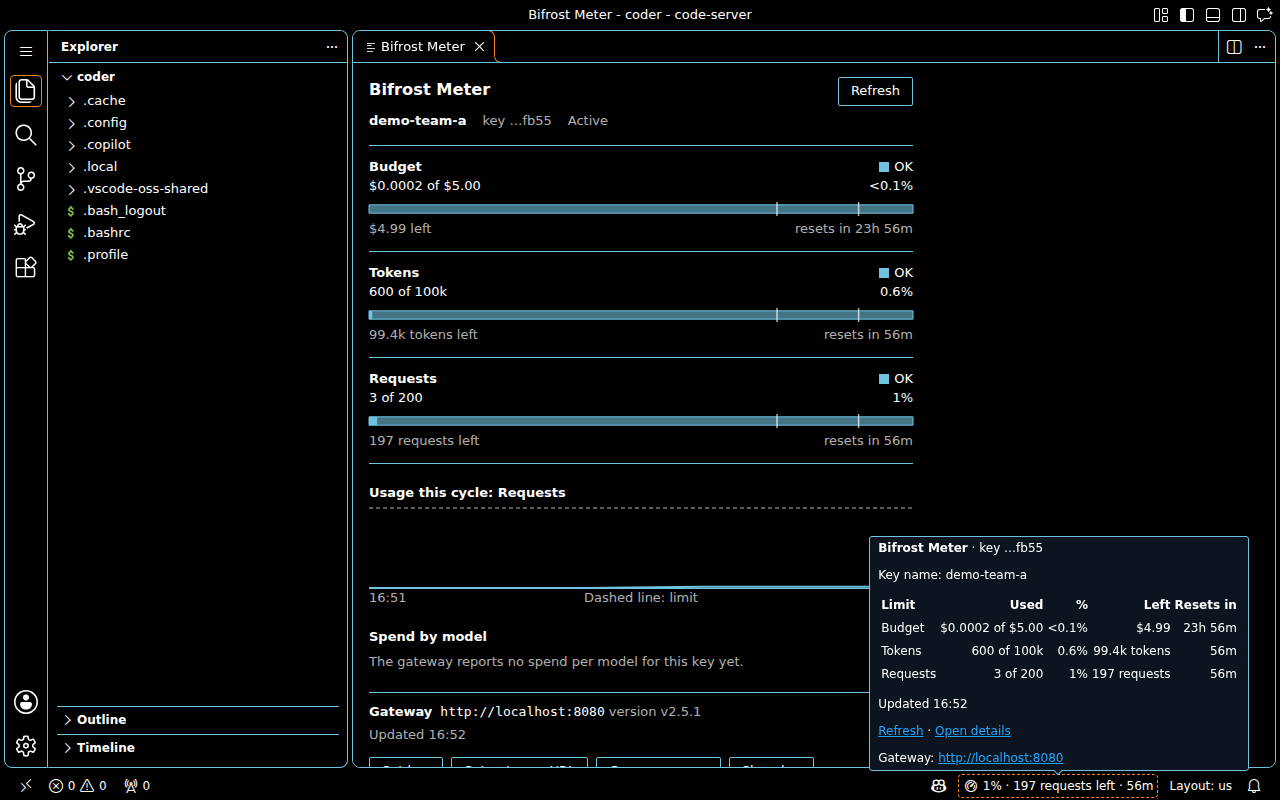 Bifrost Meter - coder - code-server
Explorer
coder
.cache
.config
.copilot
.local
.vscode-oss-shared
$ .bash_logout
$ .bashrc
$ .profile
Outline
Timeline
Bifrost Meter
Bifrost Meter
Refresh
demo-team-a key ...fb55 Active
Budget OK
$0.0002 of $5.00 <0.1%
$4.99 left resets in 23h 56m
Tokens OK
600 of 100k 0.6%
99.4k tokens left resets in 56m
Requests OK
3 of 200 1%
197 requests left resets in 56m
Usage this cycle: Requests
16:51 Dashed line: limit
Spend by model
The gateway reports no spend per model for this key yet.
Gateway http://localhost:8080 version v2.5.1
Updated 16:52
Bifrost Meter · key ...fb55
Key name: demo-team-a
Limit Used % Left Resets in
Budget $0.0002 of $5.00 <0.1% $4.99 23h 56m
Tokens 600 of 100k 0.6% 99.4k tokens 56m
Requests 3 of 200 1% 197 requests 56m
Updated 16:52
Refresh · Open details
Gateway: http://localhost:8080
0 0 0
1% · 197 requests left · 56m
Layout: us